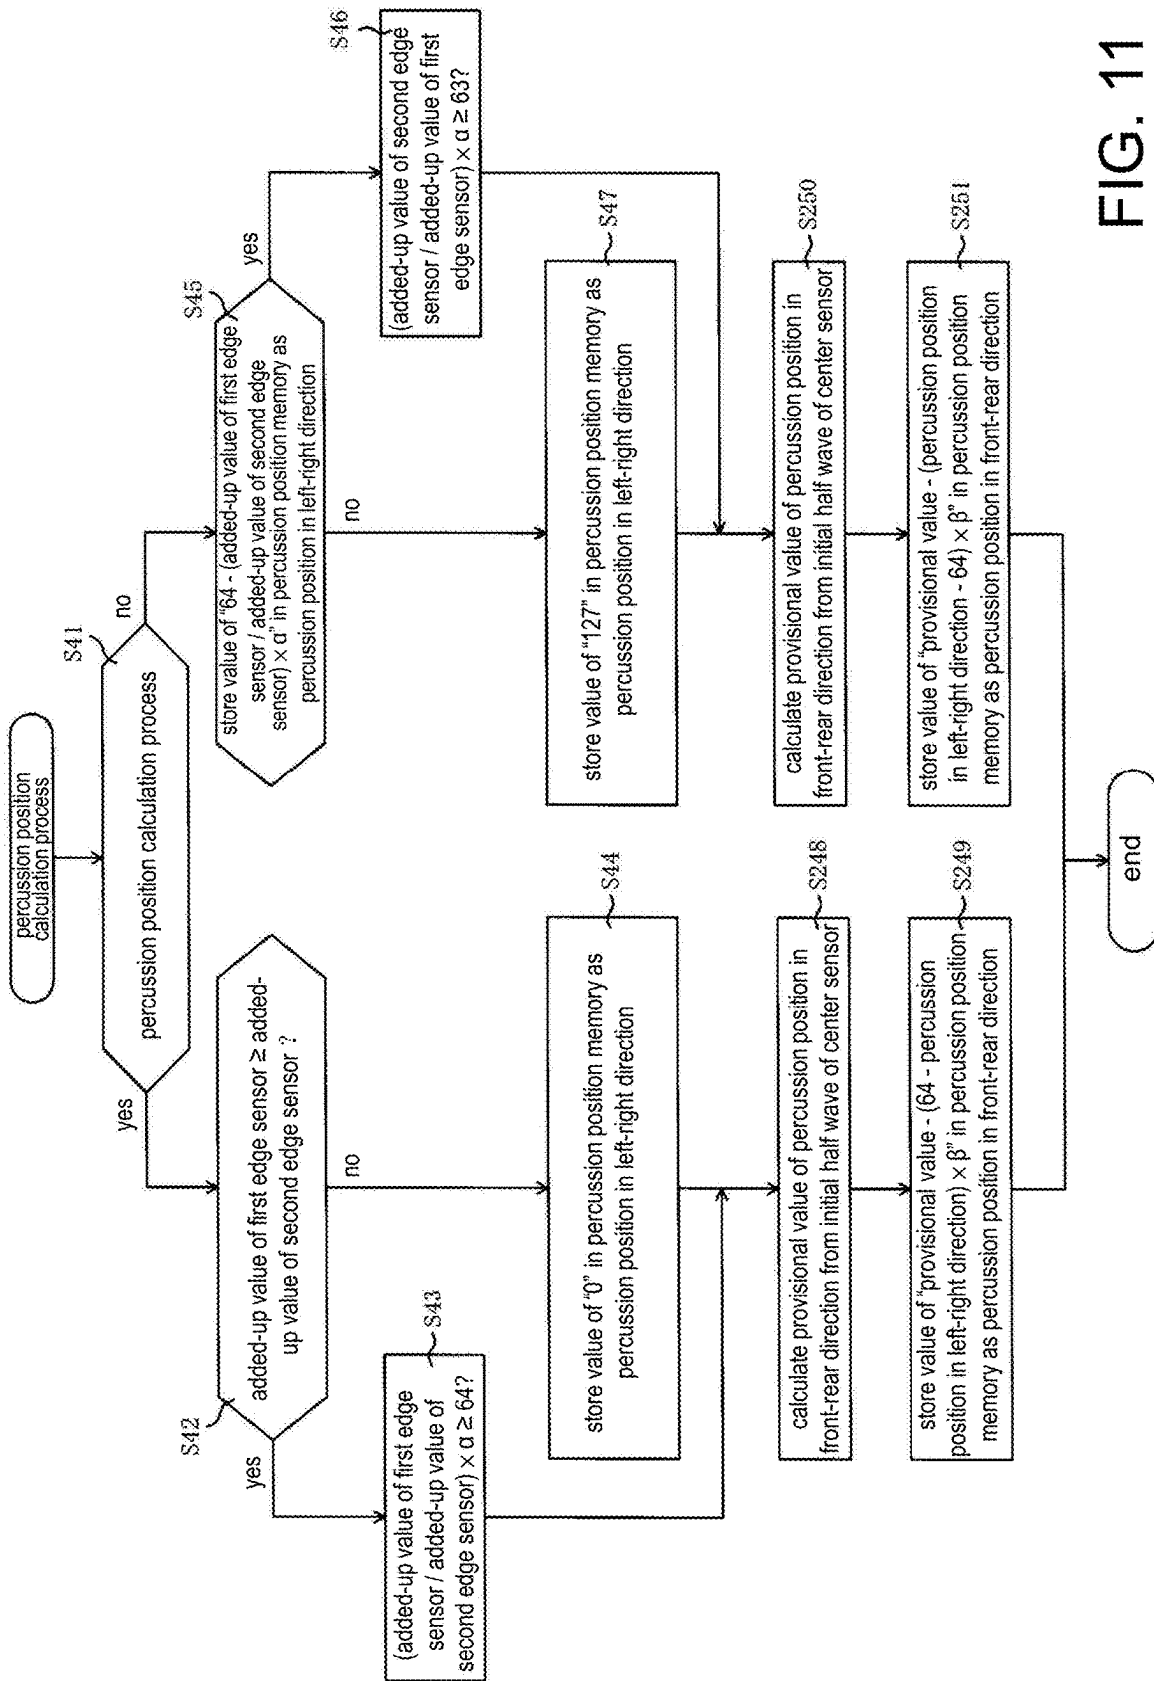 percussion position
calculation process
S41
percussion position calculation process
yes
no
S42
added-up value of first edge sensor ≥ added-
up value of second edge sensor ?
yes
no
S43
(added-up value of first edge
sensor / added-up value of
second edge sensor) × α ≥ 64?
S44
store value of "0" in percussion position memory as
percussion position in left-right direction
S248
calculate provisional value of percussion position in
front-rear direction from initial half wave of center sensor
S249
store value of "provisional value - (64 - percussion
position in left-right direction) × β" in percussion position
memory as percussion position in front-rear direction
S45
store value of "64 - (added-up value of first edge
sensor / added-up value of second edge
sensor) × α" in percussion position memory as
percussion position in left-right direction
yes
no
S46
(added-up value of second edge
sensor / added-up value of first
edge sensor) × α ≥ 63?
S47
store value of "127" in percussion position memory as
percussion position in left-right direction
S250
calculate provisional value of percussion position in
front-rear direction from initial half wave of center sensor
S251
store value of "provisional value - (percussion position
in left-right direction - 64) × β" in percussion position
memory as percussion position in front-rear direction
end
FIG. 11